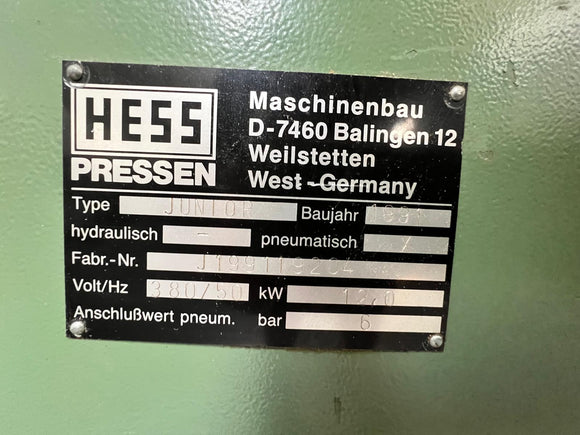 HESS
PRESSEN
Maschinenbau
D-7460 Balingen 12
Weilstetten
West-Germany
Type JUNIOR Baujahr 1991
hydraulisch - pneumatisch /
Fabr.-Nr.
Volt/Hz 380/50 kW 12,0
Anschlußwert pneum. bar 6